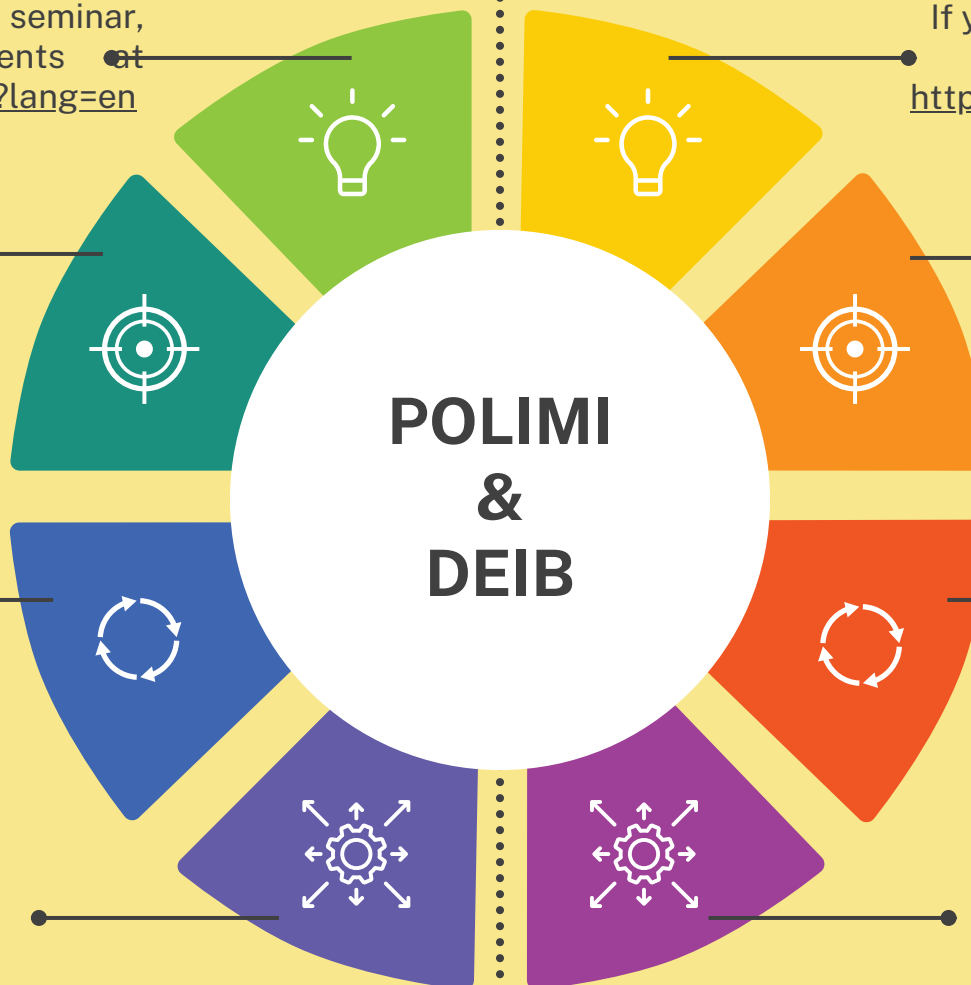 seminar,
ents at
?lang=en
If y
http
POLIMI
&
DEIB